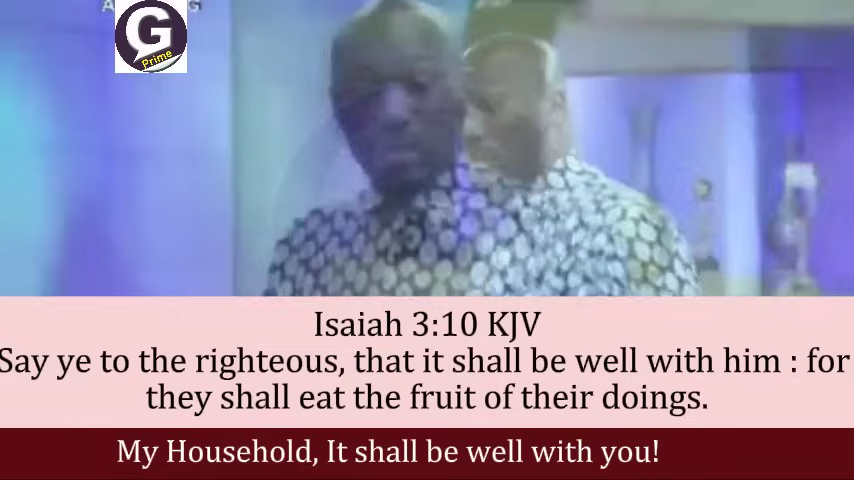 G
Prime
Isaiah 3:10 KJV
Say ye to the righteous, that it shall be well with him : for
they shall eat the fruit of their doings.
My Household, It shall be well with you!